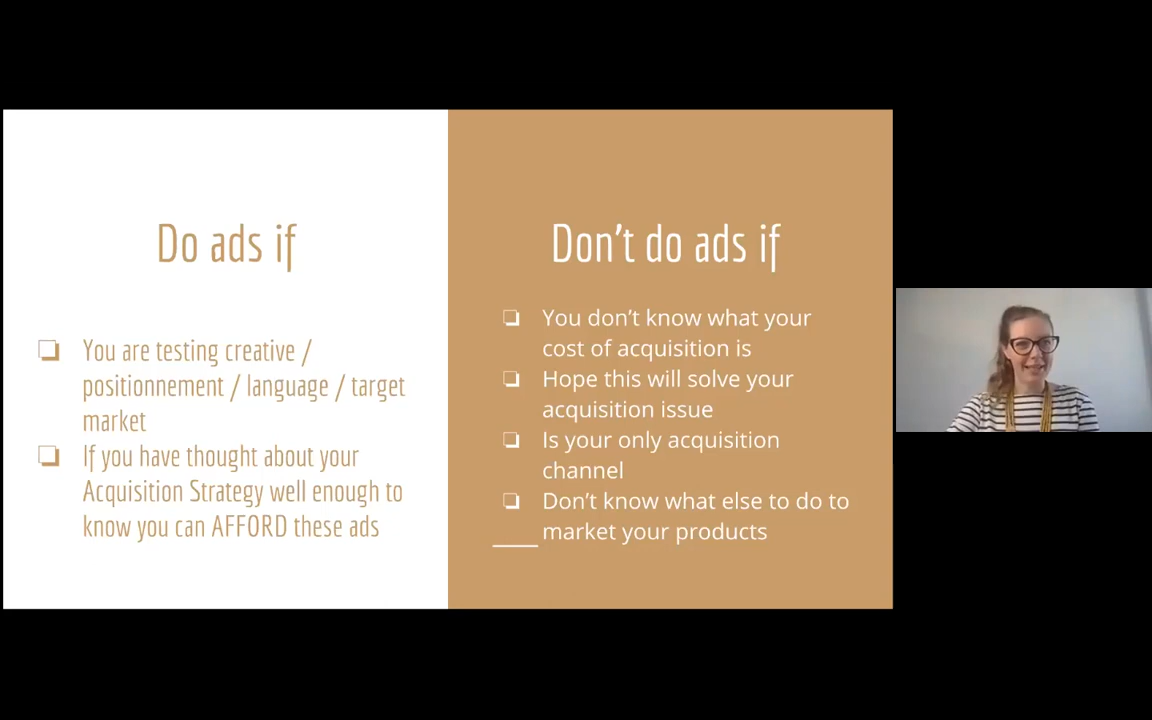 Do ads if
You are testing creative /
positionnement / language / target
market
If you have thought about your
Acquisition Strategy well enough to
know you can AFFORD these ads
Don't do ads if
You don't know what your
cost of acquisition is
Hope this will solve your
acquisition issue
Is your only acquisition
channel
Don't know what else to do to
market your products